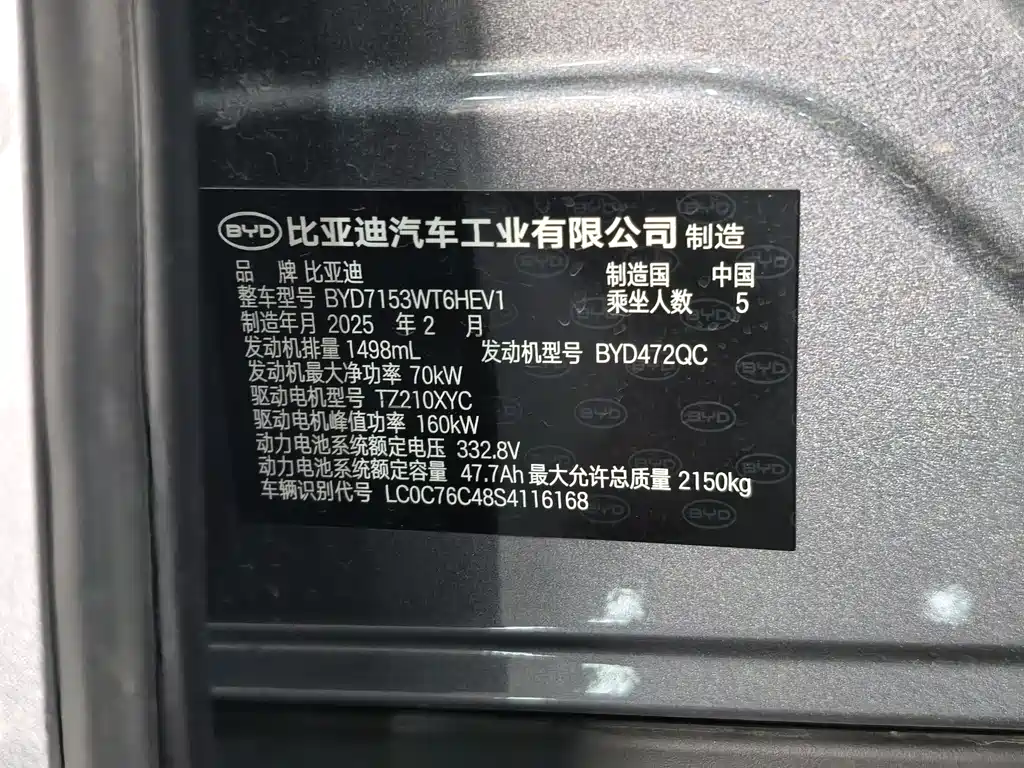 BYD 比亚迪汽车工业有限公司 制造
品 牌 比亚迪 制造国 中国
整车型号 BYD7153WT6HEV1 乘坐人数 5
制造年月 2025 年 2 月
发动机排量 1498mL 发动机型号 BYD472QC
发动机最大净功率 70kW
驱动电机型号 TZ210XYC
驱动电机峰值功率 160kW
动力电池系统额定电压 332.8V
动力电池系统额定容量 47.7Ah 最大允许总质量 2150kg
车辆识别代号 LC0C76C48S4116168